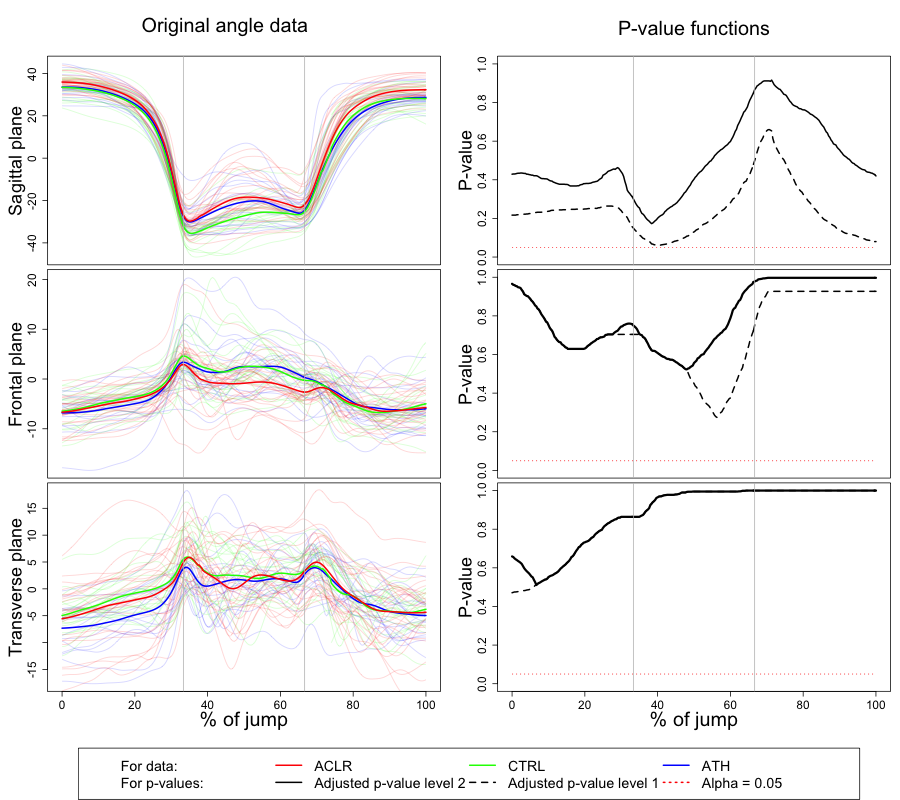 Original angle data
P-value functions
Sagittal plane
40
20
0
-20
-40
P-value
1.0
0.8
0.6
0.4
0.2
0.0
Frontal plane
20
10
0
-10
P-value
1.0
0.8
0.6
0.4
0.2
0.0
Transverse plane
15
10
5
0
-5
-15
P-value
1.0
0.8
0.6
0.4
0.2
0.0
0 20 40 60 80 100
0 20 40 60 80 100
% of jump
% of jump
For data: ACLR CTRL ATH
For p-values: Adjusted p-value level 2 Adjusted p-value level 1 Alpha = 0.05